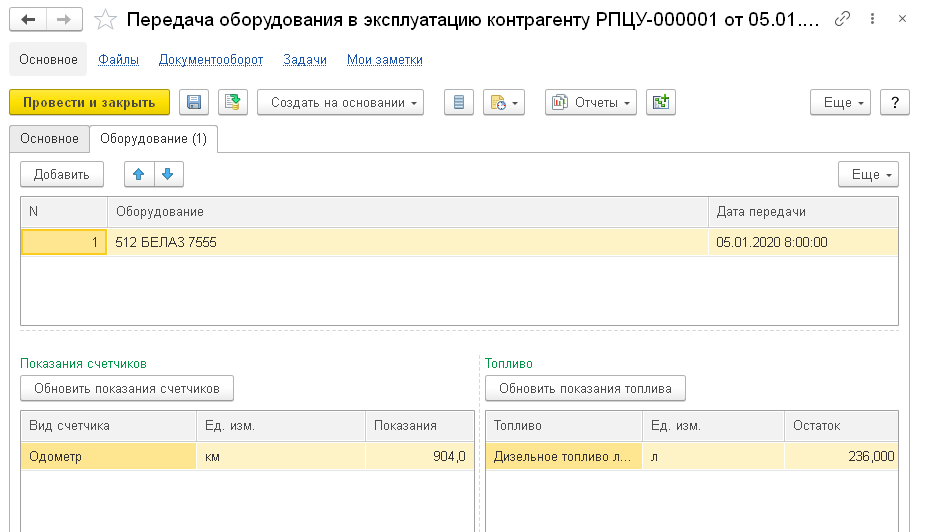 Передача оборудования в эксплуатацию контрагенту РПЦУ-000001 от 05.01....
Основное Файлы Документооборот Задачи Мои заметки
Провести и закрыть Создать на основании Отчеты Еще ?
Основное Оборудование (1)
Добавить Еще
N Оборудование Дата передачи
1 512 БЕЛАЗ 7555 05.01.2020 8:00:00
Показания счетчиков Топливо
Обновить показания счетчиков Обновить показания топлива
Вид счетчика Ед. изм. Показания Топливо Ед. изм. Остаток
Одометр км 904,0 Дизельное топливо л... л 236,000